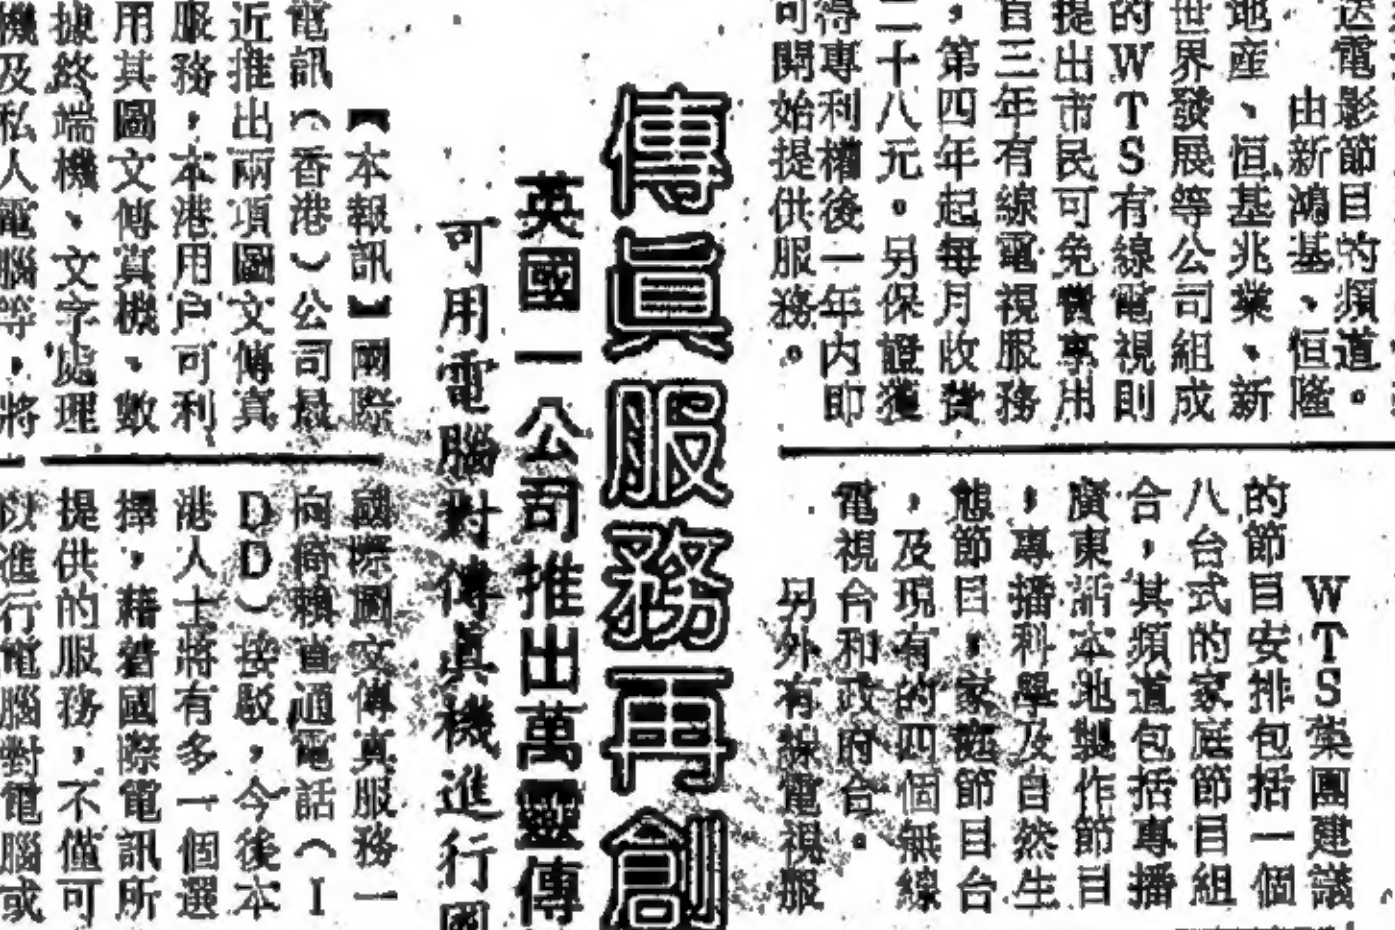 送電影節目的頻道。
由新鴻基、恒隆
地產、恒基兆業、新
世界發展等公司組成
的WTS有線電視則
提出市民可免費享用
首三年有線電視服務
，第四年起每月收費
二十八元。另保證獲
得專利權後一年內即
可開始提供服務。
WTS集團建議
的節目安排包括一個
八台式的家庭節目組
合，其頻道包括專播
廣東話本地製作節目
，專播科學及自然生
態節目，家庭節目台
，及現有的四個無線
電視台和政府台。
另外有線電視服
傳眞服務再創
英國一公司推出萬靈傳
可用電腦對傳眞機進行圖
【本報訊】國際
電訊（香港）公司最
近推出兩項圖文傳真
服務，本港用戶可利
用其圖文傳真機、數
據終端機、文字處理
機及私人電腦等，將
國際圖文傳真服務一
向倚賴直通電話（I
DD）接駁，今後本
港人士將有多一個選
擇，藉着國際電訊所
提供的服務，不僅可
以進行電腦對電腦或